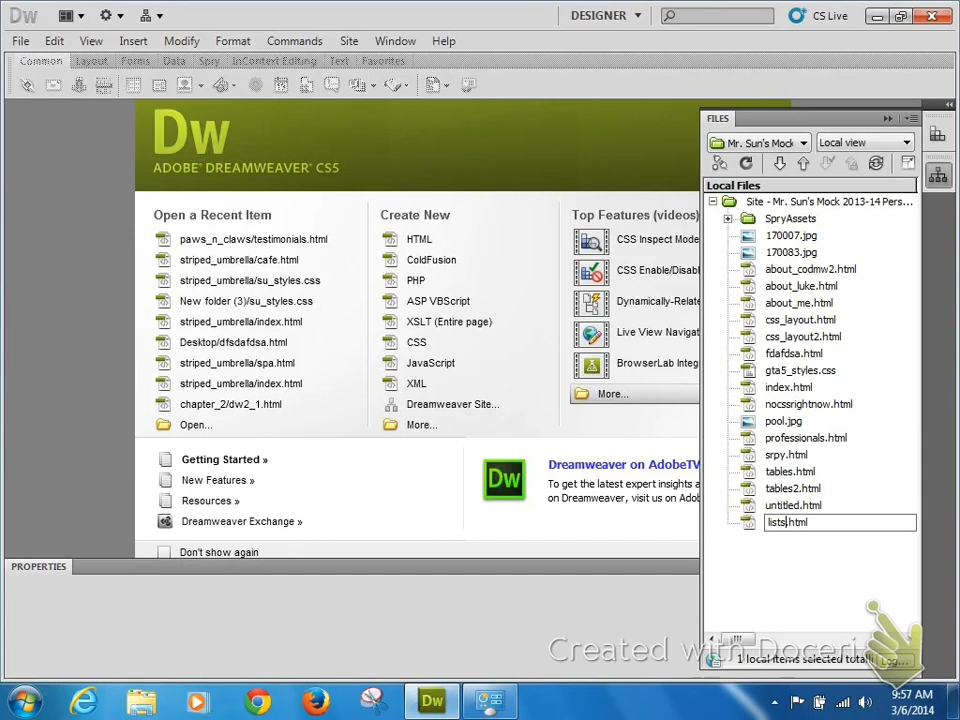 Dw
DESIGNER
CS Live
File Edit View Insert Modify Format Commands Site Window Help
Common Layout Forms Data Spry InContext Editing Text Favorites
Dw
ADOBE® DREAMWEAVER® CS5
Open a Recent Item
paws_n_claws/testimonials.html
striped_umbrella/cafe.html
striped_umbrella/su_styles.css
New folder (3)/su_styles.css
striped_umbrella/index.html
Desktop/dfsdafdsa.html
striped_umbrella/spa.html
striped_umbrella/index.html
chapter_2/dw2_1.html
Open...
Create New
HTML
ColdFusion
PHP
ASP VBScript
XSLT (Entire page)
CSS
JavaScript
XML
Dreamweaver Site...
More...
Top Features (videos)
CSS Inspect Mode
CSS Enable/Disab
Dynamically-Relate
Live View Navigat
BrowserLab Integ
More...
Getting Started »
New Features »
Resources »
Dreamweaver Exchange »
Dw
Dreamweaver on AdobeTV
To get the latest expert insights a
on Dreamweaver, visit us on Adob
Don't show again
PROPERTIES
FILES
Mr. Sun's Mock
Local view
Local Files
Site - Mr. Sun's Mock 2013-14 Pers...
SpryAssets
170007.jpg
170083.jpg
about_codmw2.html
about_luke.html
about_me.html
css_layout.html
css_layout2.html
fdafdsa.html
gta5_styles.css
index.html
nocssrightnow.html
pool.jpg
professionals.html
srpy.html
tables.html
tables2.html
untitled.html
lists.html
Created with Doceri
1 local items selected totalli
Log...
Dw
9:57 AM
3/6/2014